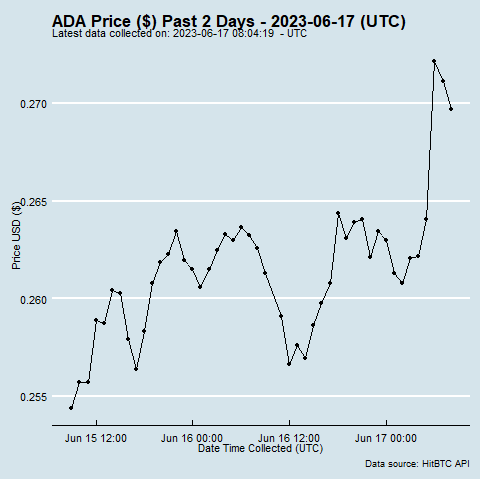 ADA Price ($) Past 2 Days - 2023-06-17 (UTC)
Latest data collected on: 2023-06-17 08:04:19  - UTC
Price USD ($)
0.270
0.265
0.260
0.255
Jun 15 12:00
Jun 16 00:00
Jun 16 12:00
Jun 17 00:00
Date Time Collected (UTC)
Data source: HitBTC API